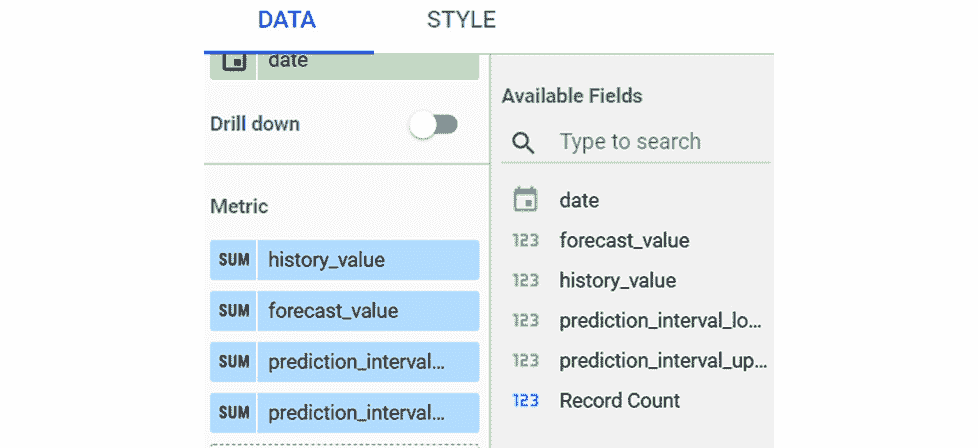 DATA STYLE
date
Drill down
Metric
SUM history_value
SUM forecast_value
SUM prediction_interval...
SUM prediction_interval...
Available Fields
Type to search
date
123 forecast_value
123 history_value
123 prediction_interval_lo...
123 prediction_interval_up...
123 Record Count